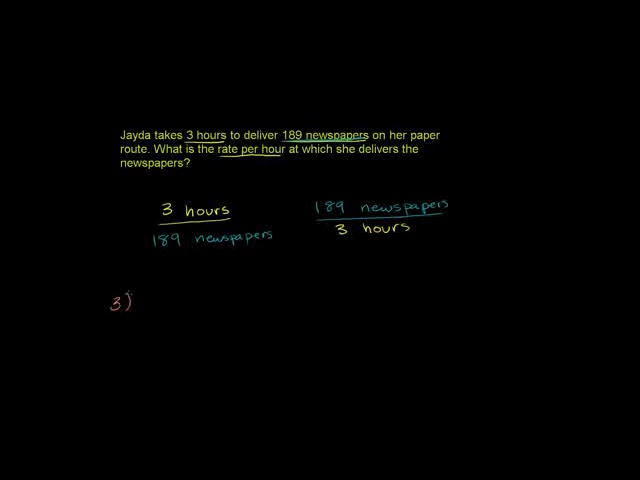 Jayda takes 3 hours to deliver 189 newspapers on her paper
route. What is the rate per hour at which she delivers the
newspapers?
3 hours
189 newspapers
189 newspapers
3 hours
3)